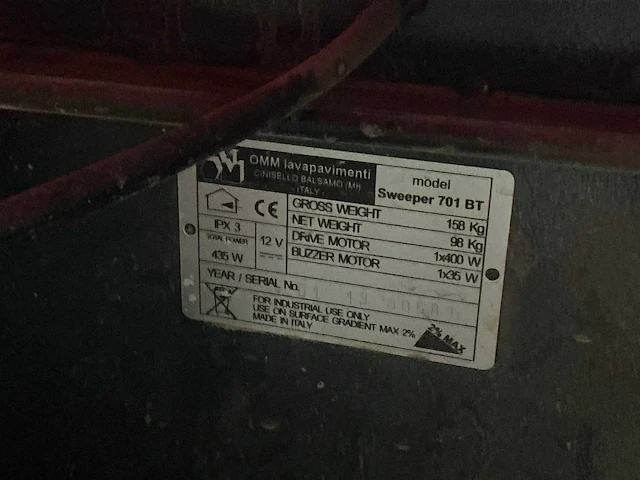 OMM lavapavimenti
CINISELLO BALSAMO (MI)
ITALY
model
Sweeper 701 BT
CE
GROSS WEIGHT 158 Kg
NET WEIGHT 98 Kg
DRIVE MOTOR 1x400 W
BUZZER MOTOR 1x35 W
IPX 3
TOTAL POWER
435 W
12 V
YEAR / SERIAL No.
FOR INDUSTRIAL USE ONLY
USE ON SURFACE GRADIENT MAX 2%
MADE IN ITALY
2% MAX